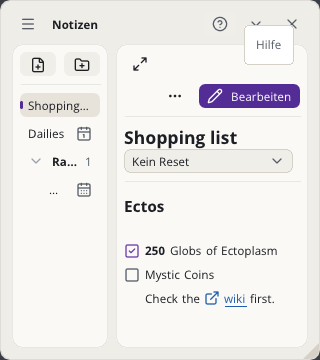 Notizen
Hilfe
Shopping...
Dailies
Ra... 1
...
Bearbeiten
Shopping list
Kein Reset
Ectos
250 Globs of Ectoplasm
Mystic Coins
Check the wiki first.